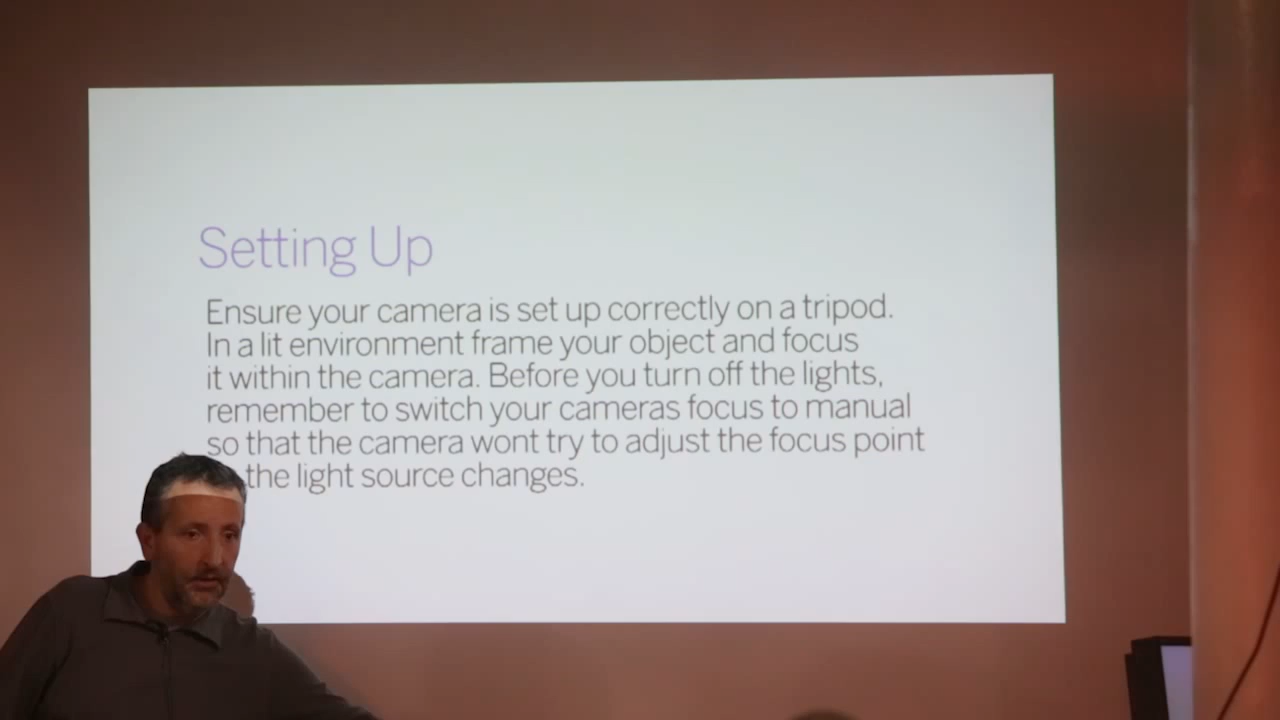 Setting Up
Ensure your camera is set up correctly on a tripod.
In a lit environment frame your object and focus
it within the camera. Before you turn off the lights,
remember to switch your cameras focus to manual
so that the camera wont try to adjust the focus point
the light source changes.